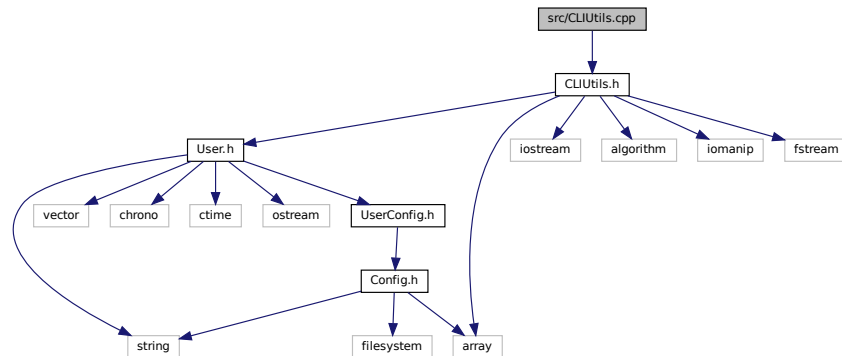 src/CLIUtils.cpp
CLIUtils.h
User.h
iostream
algorithm
iomanip
fstream
vector
chrono
ctime
ostream
UserConfig.h
Config.h
string
filesystem
array